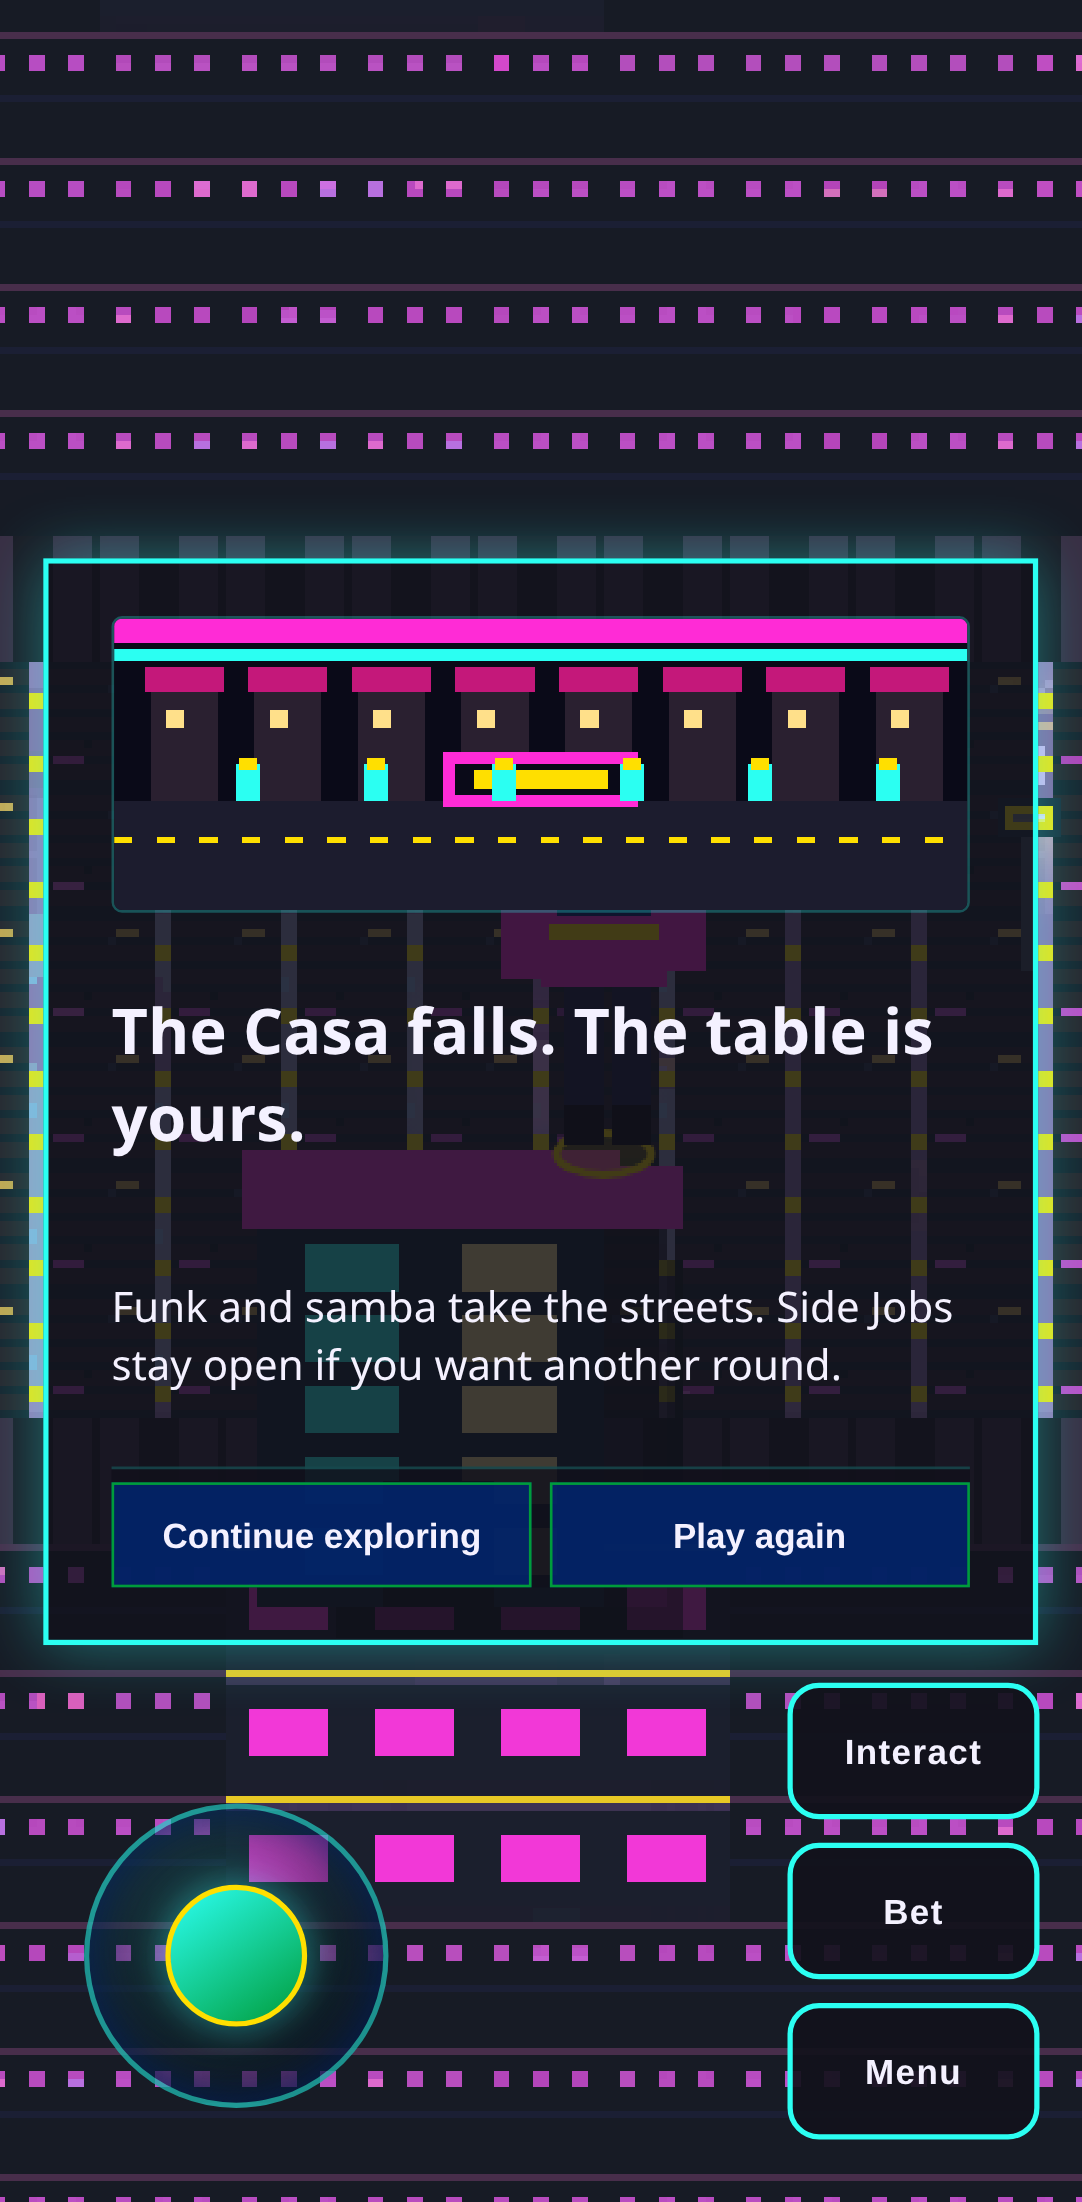 The Casa falls. The table is
yours.
Funk and samba take the streets. Side Jobs
stay open if you want another round.
Continue exploring
Play again
Interact
Bet
Menu